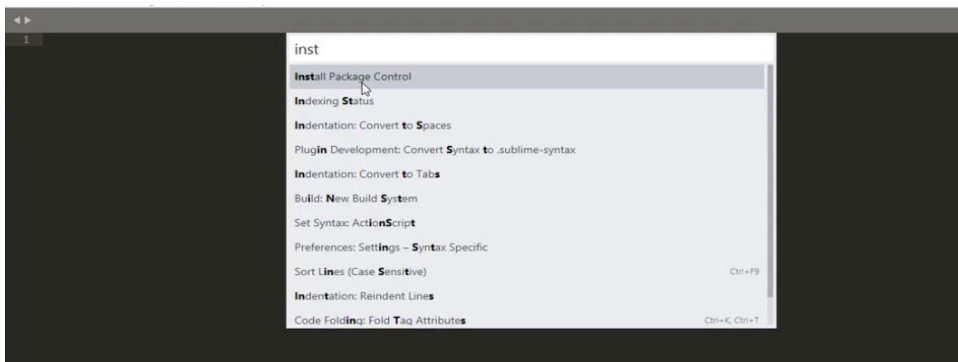 1
inst
Install Package Control
Indexing Status
Indentation: Convert to Spaces
Plugin Development: Convert Syntax to .sublime-syntax
Indentation: Convert to Tabs
Build: New Build System
Set Syntax: ActionScript
Preferences: Settings – Syntax Specific
Sort Lines (Case Sensitive) Ctrl+F9
Indentation: Reindent Lines
Code Folding: Fold Tag Attributes Ctrl+K, Ctrl+T